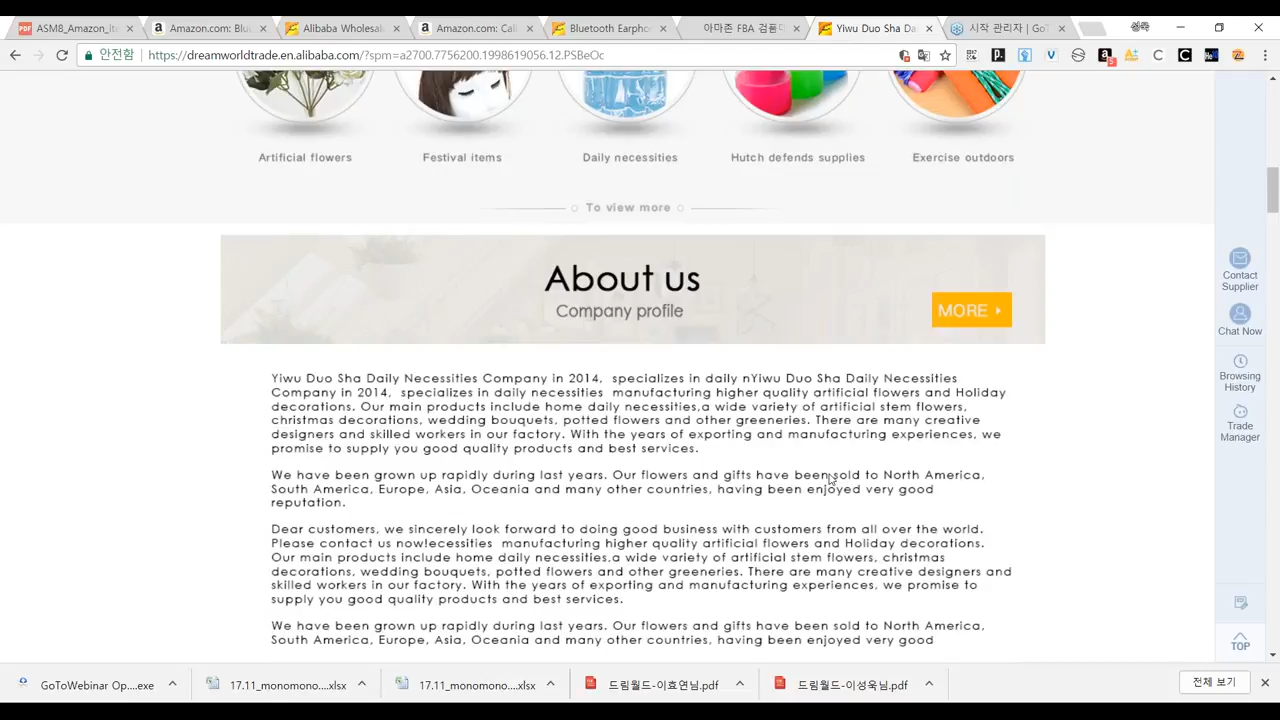 ASM8_Amazon_I
Amazon.com: Blu
Alibaba Wholesal
Amazon.com: Cal
Bluetooth Earpho
아마존 FBA 검품
Yiwu Duo Sha Da
시작 관리자 | GoT
안전함
https://dreamworldtrade.en.alibaba.com/?spm=a2700.7756200.1998619056.12.PSBeOc
Artificial flowers
Festival items
Daily necessities
Hutch defends supplies
Exercise outdoors
To view more
About us
Company profile
MORE
Yiwu Duo Sha Daily Necessities Company in 2014, specializes in daily nYiwu Duo Sha Daily Necessities
Company in 2014, specializes in daily necessities manufacturing higher quality artificial flowers and Holiday
decorations. Our main products include home daily necessities,a wide variety of artificial stem flowers,
christmas decorations, wedding bouquets, potted flowers and other greeneries. There are many creative
designers and skilled workers in our factory. With the years of exporting and manufacturing experiences, we
promise to supply you good quality products and best services.
We have been grown up rapidly during last years. Our flowers and gifts have been sold to North America,
South America, Europe, Asia, Oceania and many other countries, having been enjoyed very good
reputation.
Dear customers, we sincerely look forward to doing good business with customers from all over the world.
Please contact us now!ecessities manufacturing higher quality artificial flowers and Holiday decorations.
Our main products include home daily necessities,a wide variety of artificial stem flowers, christmas
decorations, wedding bouquets, potted flowers and other greeneries. There are many creative designers and
skilled workers in our factory. With the years of exporting and manufacturing experiences, we promise to
supply you good quality products and best services.
We have been grown up rapidly during last years. Our flowers and gifts have been sold to North America,
South America, Europe, Asia, Oceania and many other countries, having been enjoyed very good
Contact
Supplier
Chat Now
Browsing
History
Trade
Manager
TOP
GoToWebinar Op....exe
17.11_monomono....xlsx
17.11_monomono....xlsx
드림월드-이효연님.pdf
드림월드-이성욱님.pdf
전체 보기